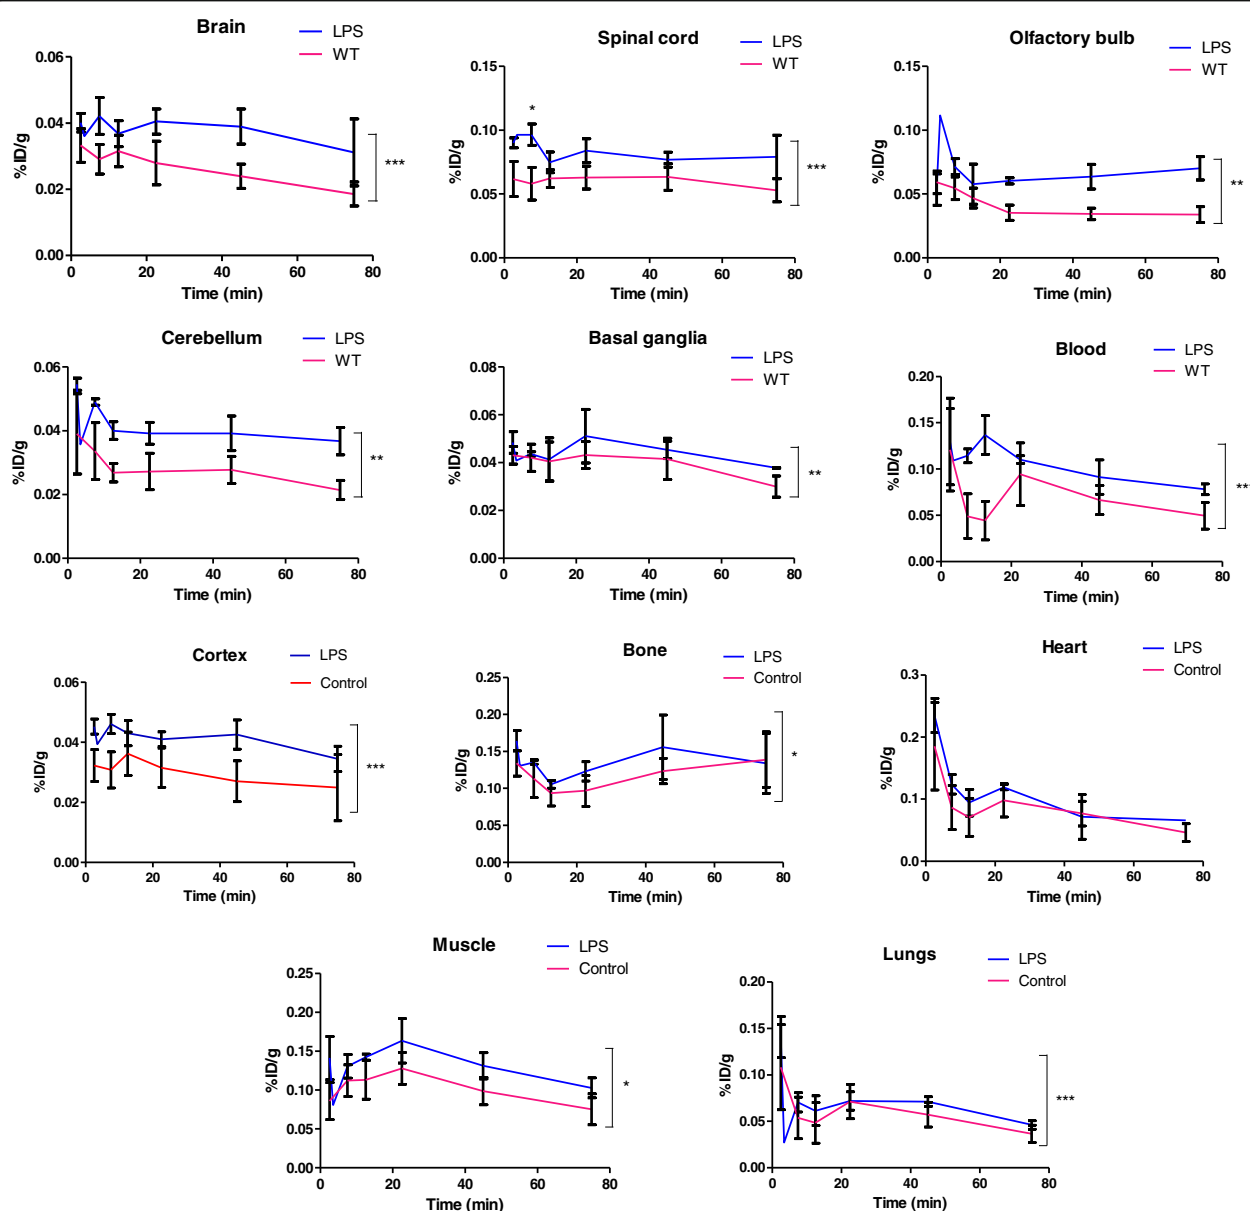 Brain
LPS
WT
%ID/g
0.06
0.04
0.02
0.00
0 20 40 60 80
Time (min)
***
Spinal cord
LPS
WT
%ID/g
0.15
0.10
0.05
0.00
0 20 40 60 80
Time (min)
*
***
Olfactory bulb
LPS
WT
%ID/g
0.15
0.10
0.05
0.00
0 20 40 60 80
Time (min)
**
Cerebellum
LPS
WT
%ID/g
0.06
0.04
0.02
0.00
0 20 40 60 80
Time (min)
**
Basal ganglia
LPS
WT
%ID/g
0.08
0.06
0.04
0.02
0.00
0 20 40 60 80
Time (min)
**
Blood
LPS
WT
%ID/g
0.20
0.15
0.10
0.05
0.00
0 20 40 60 80
Time (min)
Cortex
LPS
Control
%ID/g
0.06
0.04
0.02
0.00
0 20 40 60 80
Time (min)
***
Bone
LPS
Control
%ID/g
0.25
0.20
0.15
0.10
0.05
0.00
0 20 40 60 80
Time (min)
*
Heart
LPS
Control
%ID/g
0.3
0.2
0.1
0.0
0 20 40 60 80
Time (min)
Muscle
LPS
Control
%ID/g
0.25
0.20
0.15
0.10
0.05
0.00
0 20 40 60 80
Time (min)
*
Lungs
LPS
Control
%ID/g
0.20
0.15
0.10
0.05
0.00
0 20 40 60 80
Time (min)
***